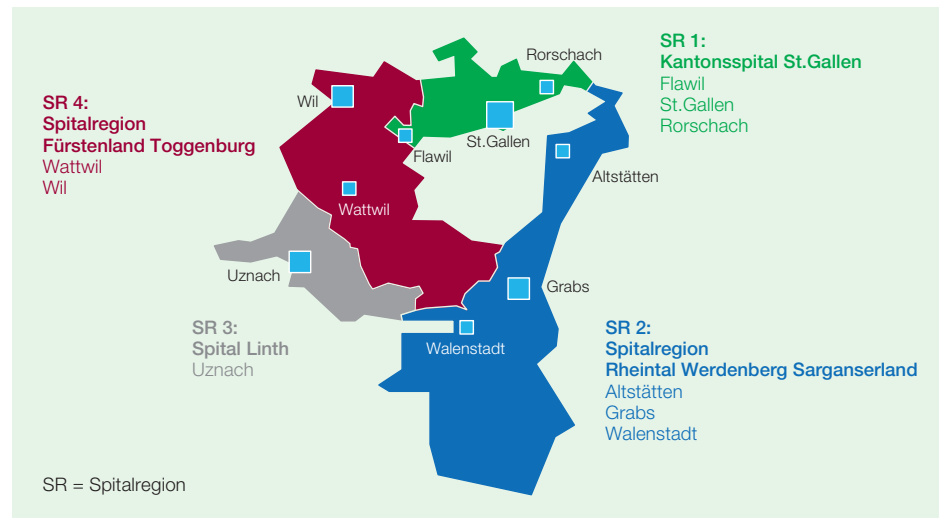 SR 1:
Kantonsspital St.Gallen
Flawil
St.Gallen
Rorschach
SR 4:
Spitalregion
Fürstenland Toggenburg
Wattwil
Wil
Rorschach
Wil
St.Gallen
Flawil
Altstätten
Wattwil
Uznach
Grabs
Walenstadt
SR 3:
Spital Linth
Uznach
SR 2:
Spitalregion
Rheintal Werdenberg Sarganserland
Altstätten
Grabs
Walenstadt
SR = Spitalregion